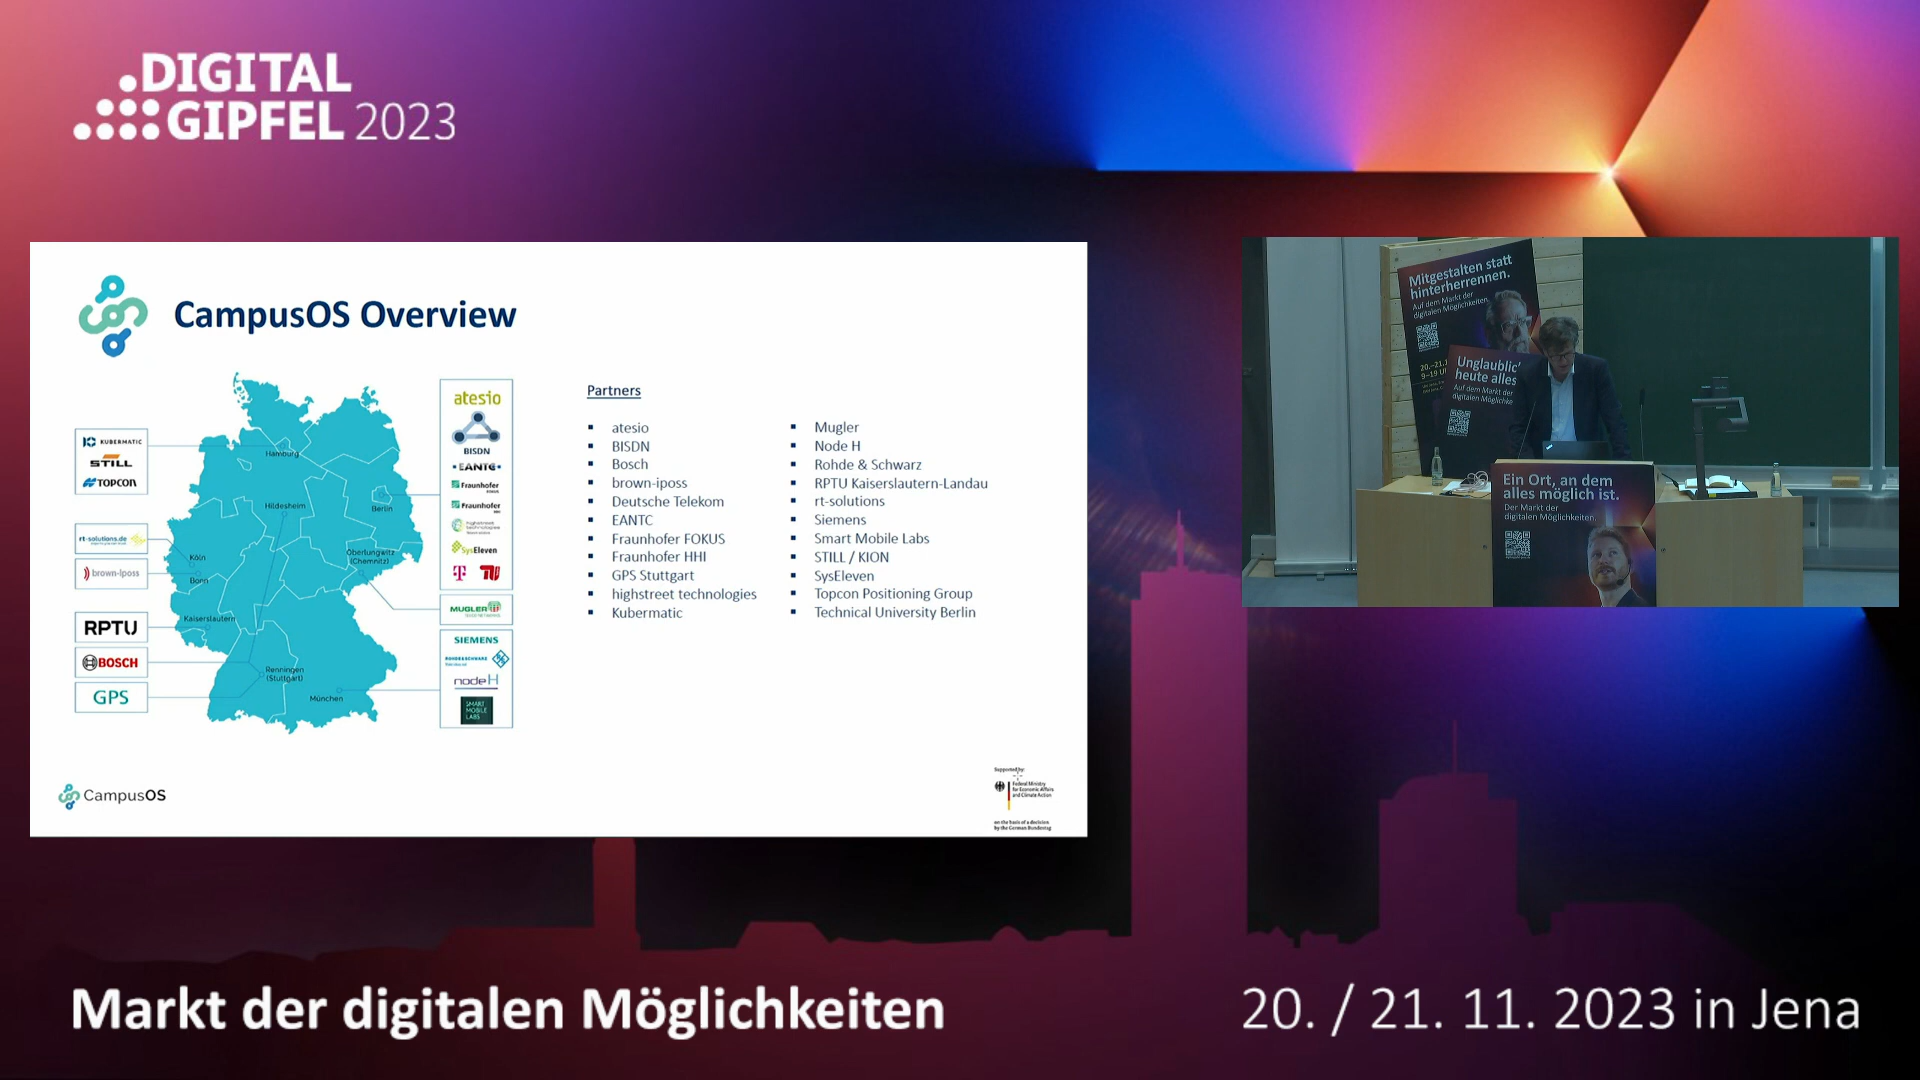 DIGITAL
GIPFEL 2023
CampusOS Overview
KUBERMATIC
STILL
TOPCON
rt-solutions.de
brown-iposs
RPTU
BOSCH
GPS
Hamburg
Hildesheim
Berlin
Köln
Bonn
Oberlungwitz
(Chemnitz)
Kaiserslautern
Renningen
(Stuttgart)
München
atesio
BISDN
EANTC
Fraunhofer
FOKUS
Fraunhofer
highstreet
technologies
SysEleven
T
MUGLER
SIEMENS
ROHDE&SCHWARZ
nodeH
SMART
MOBILE
LABS
Partners
atesio
BISDN
Bosch
brown-iposs
Deutsche Telekom
EANTC
Fraunhofer FOKUS
Fraunhofer HHI
GPS Stuttgart
highstreet technologies
Kubermatic
Mugler
Node H
Rohde & Schwarz
RPTU Kaiserslautern-Landau
rt-solutions
Siemens
Smart Mobile Labs
STILL / KION
SysEleven
Topcon Positioning Group
Technical University Berlin
CampusOS
Supported by:
Federal Ministry
for Economic Affairs
and Climate Action
on the basis of a decision
by the German Bundestag
Mitgestalten statt
hinterherrennen.
Auf dem Markt der
digitalen Möglichkeiten
20.–21.
Unglaublic'
heute alles
Auf dem Markt der
digitalen Möglichke
Ein Ort, an dem
alles möglich ist.
Der Markt der
digitalen Möglichkeiten.
Markt der digitalen Möglichkeiten
20. / 21. 11. 2023 in Jena